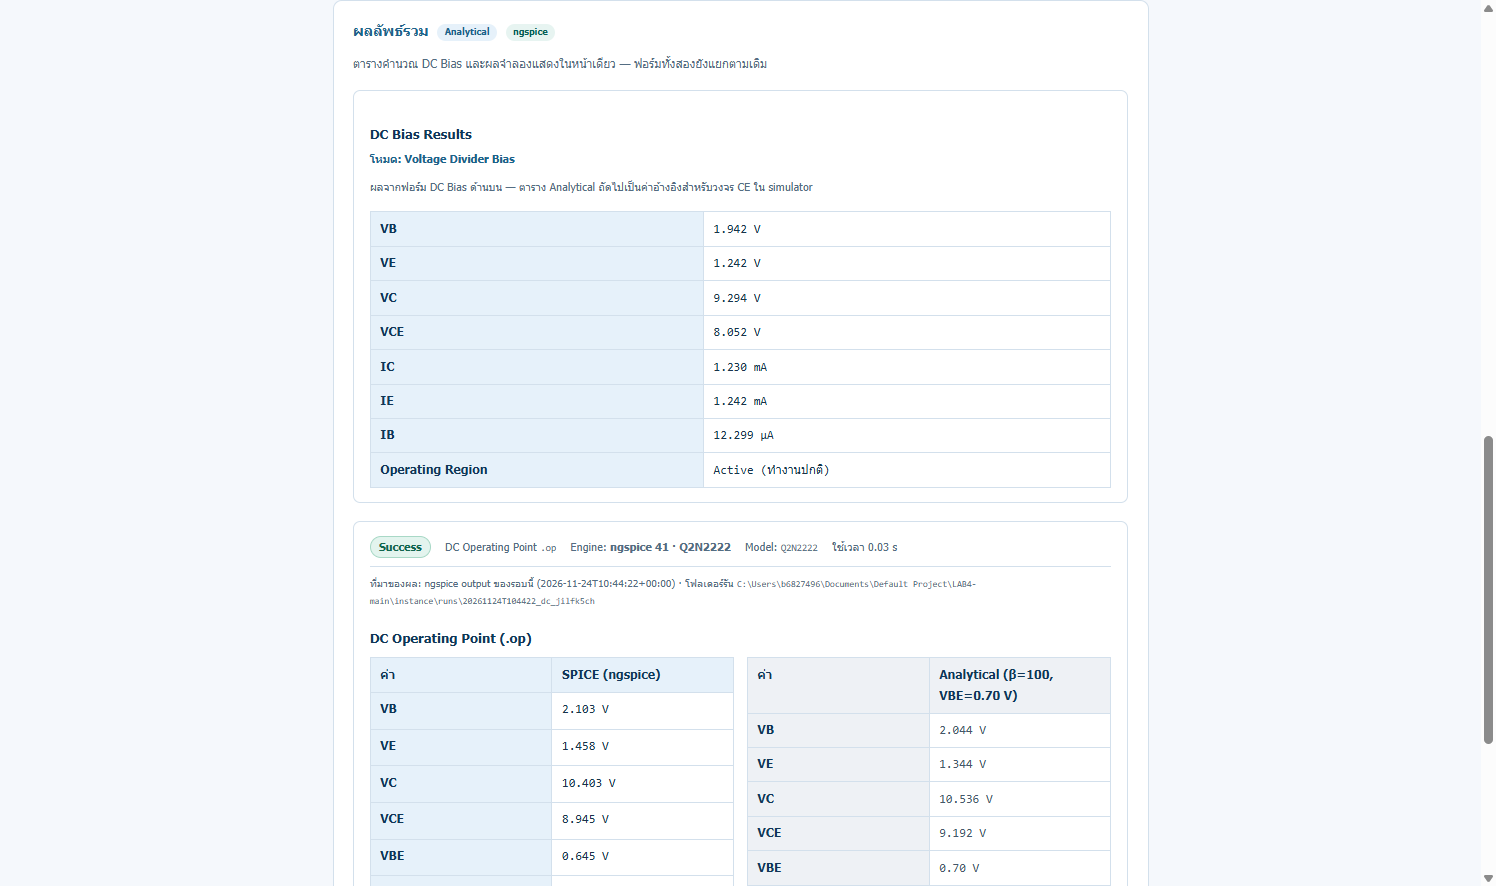 ผลลัพธ์รวม Analytical ngspice
ตารางคำนวณ DC Bias และผลจำลองแสดงในหน้าเดียว — ฟอร์มทั้งสองยังแยกตามเดิม
DC Bias Results
โหมด: Voltage Divider Bias
ผลจากฟอร์ม DC Bias ด้านบน — ตาราง Analytical ถัดไปเป็นค่าอ้างอิงสำหรับวงจร CE ใน simulator
VB 1.942 V
VE 1.242 V
VC 9.294 V
VCE 8.052 V
IC 1.230 mA
IE 1.242 mA
IB 12.299 µA
Operating Region Active (ทำงานปกติ)
Success DC Operating Point .op Engine: ngspice 41 · Q2N2222 Model: Q2N2222 ใช้เวลา 0.03 s
ที่มาของผล: ngspice output ของรอบนี้ (2026-11-24T10:44:22+00:00) · โฟลเดอร์รัน C:\Users\b6827496\Documents\Default Project\LAB4-
main\instance\runs\20261124T104422_dc_ji1fk5ch
DC Operating Point (.op)
ค่า SPICE (ngspice)
VB 2.103 V
VE 1.458 V
VC 10.403 V
VCE 8.945 V
VBE 0.645 V
ค่า Analytical (β=100,
VBE=0.70 V)
VB 2.044 V
VE 1.344 V
VC 10.536 V
VCE 9.192 V
VBE 0.70 V